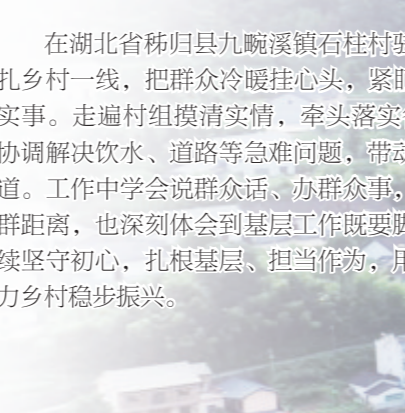 在湖北省秭归县九畹溪镇石柱村驻
扎乡村一线，把群众冷暖挂心头，紧盯
实事。走遍村组摸清实情，牵头落实
协调解决饮水、道路等急难问题，带动
道。工作中学会说群众话、办群众事，
群距离，也深刻体会到基层工作既要脚
续坚守初心，扎根基层、担当作为，用
力乡村稳步振兴。